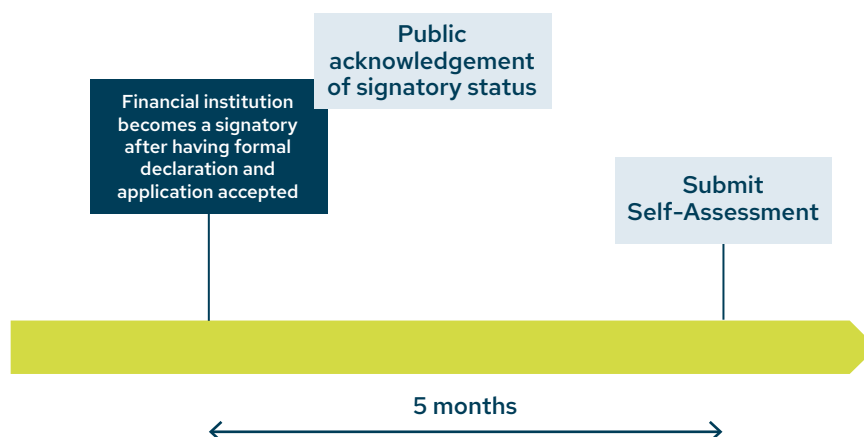 Public
acknowledgement
of signatory status
Financial institution
becomes a signatory
after having formal
declaration and
application accepted
Submit
Self-Assessment
5 months